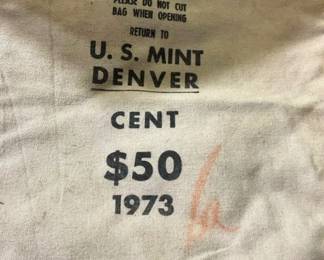 PLEASE DO NOT CUT
BAG WHEN OPENING
RETURN TO
U. S. MINT
DENVER
CENT
$50
1973